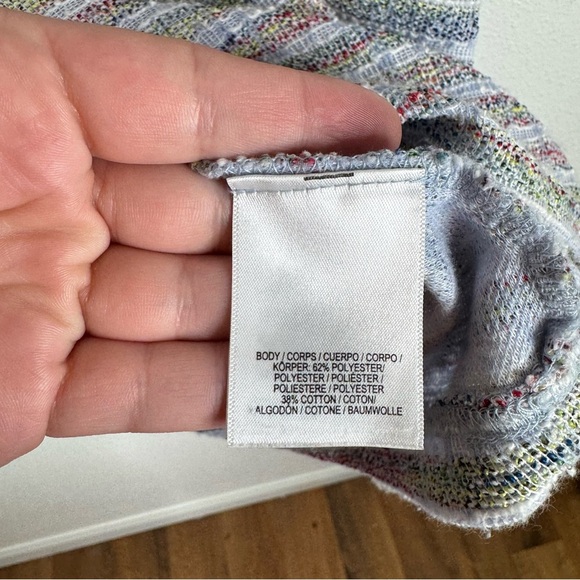 BODY / CORPS / CUERPO / CORPO /
KÖRPER: 62% POLYESTER/
POLYESTER / POLIÉSTER /
POLIESTERE / POLYESTER
38% COTTON / COTON/
ALGODÓN / COTONE / BAUMWOLLE